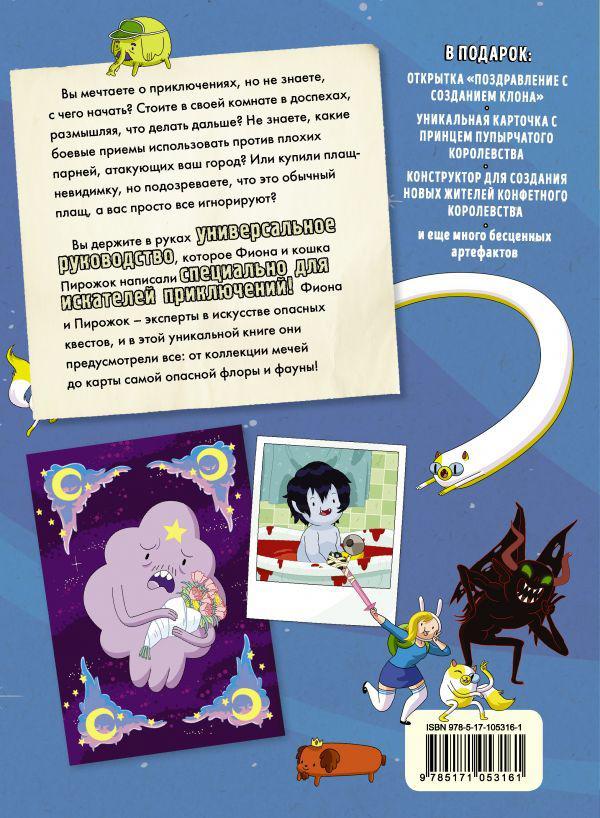 Вы мечтаете о приключениях, но не знаете,
с чего начать? Стоите в своей комнате в доспехах,
размышляя, что делать дальше? Не знаете, какие
боевые приемы использовать против плохих
парней, атакующих ваш город? Или купили плащ-
невидимку, но подозреваете, что это обычный
плащ, а вас просто все игнорируют?
Вы держите в руках универсальное
руководство, которое Фиона и кошка
Пирожок написали специально для
искателей приключений! Фиона
и Пирожок – эксперты в искусстве опасных
квестов, и в этой уникальной книге они
предусмотрели все: от коллекции мечей
до карты самой опасной флоры и фауны!
В ПОДАРОК:
ОТКРЫТКА «ПОЗДРАВЛЕНИЕ С
СОЗДАНИЕМ КЛОНА»
•
УНИКАЛЬНАЯ КАРТОЧКА С
ПРИНЦЕМ ПУПЫРЧАТОГО
КОРОЛЕВСТВА
•
КОНСТРУКТОР ДЛЯ СОЗДАНИЯ
НОВЫХ ЖИТЕЛЕЙ КОНФЕТНОГО
КОРОЛЕВСТВА
•
и еще много бесценных
артефактов
ISBN 978-5-17-105316-1
9 785171 053161